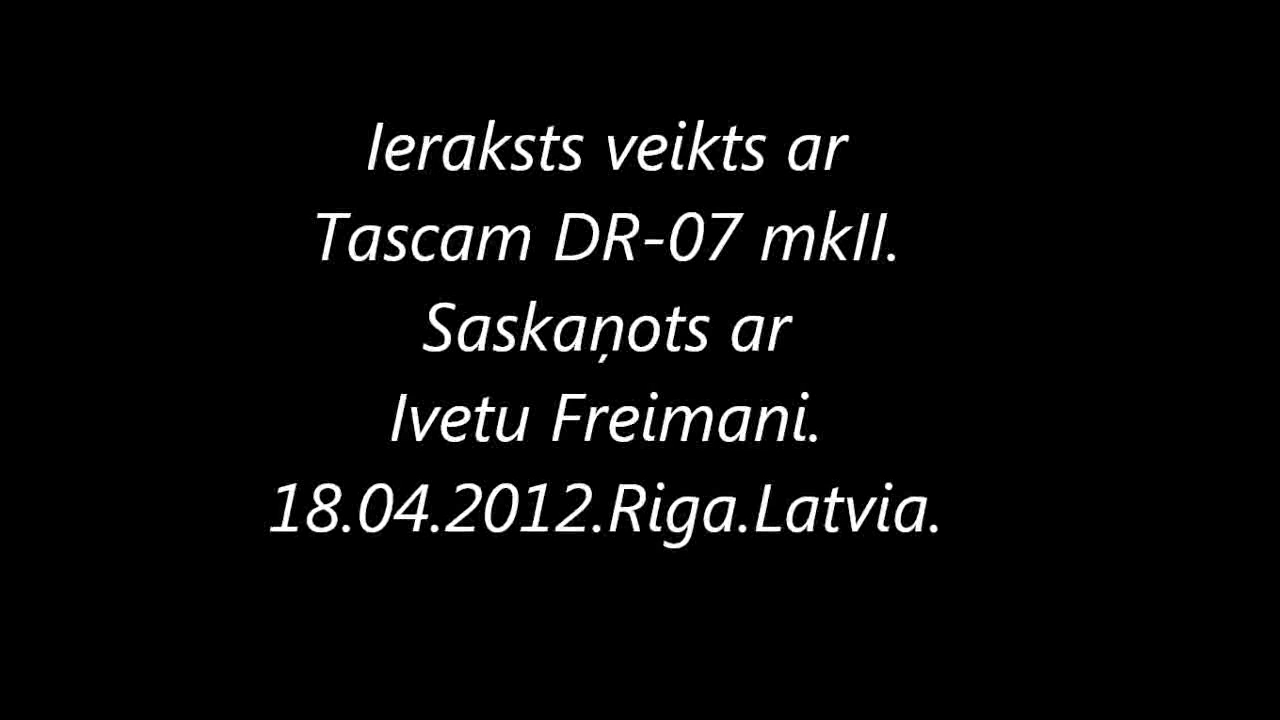 Ieraksts veikts ar
Tascam DR-07 mkII.
Saskaņots ar
Ivetu Freimani.
18.04.2012.Riga.Latvia.